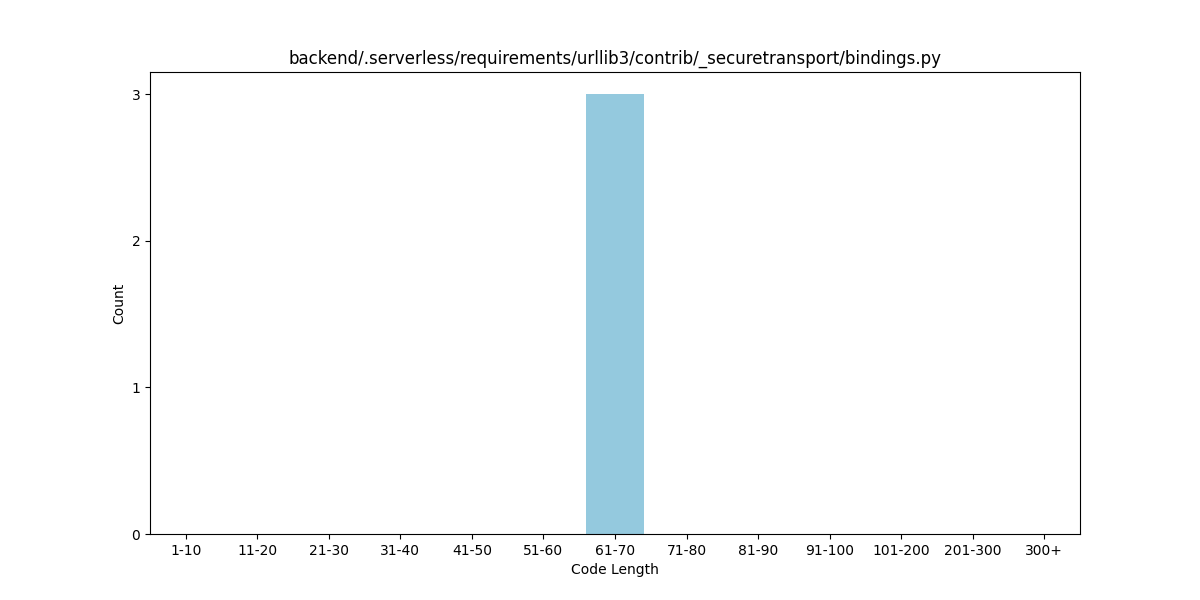 backend/.serverless/requirements/urllib3/contrib/_securetransport/bindings.py
3
2
1
0
Count
1-10 11-20 21-30 31-40 41-50 51-60 61-70 71-80 81-90 91-100 101-200 201-300 300+
Code Length